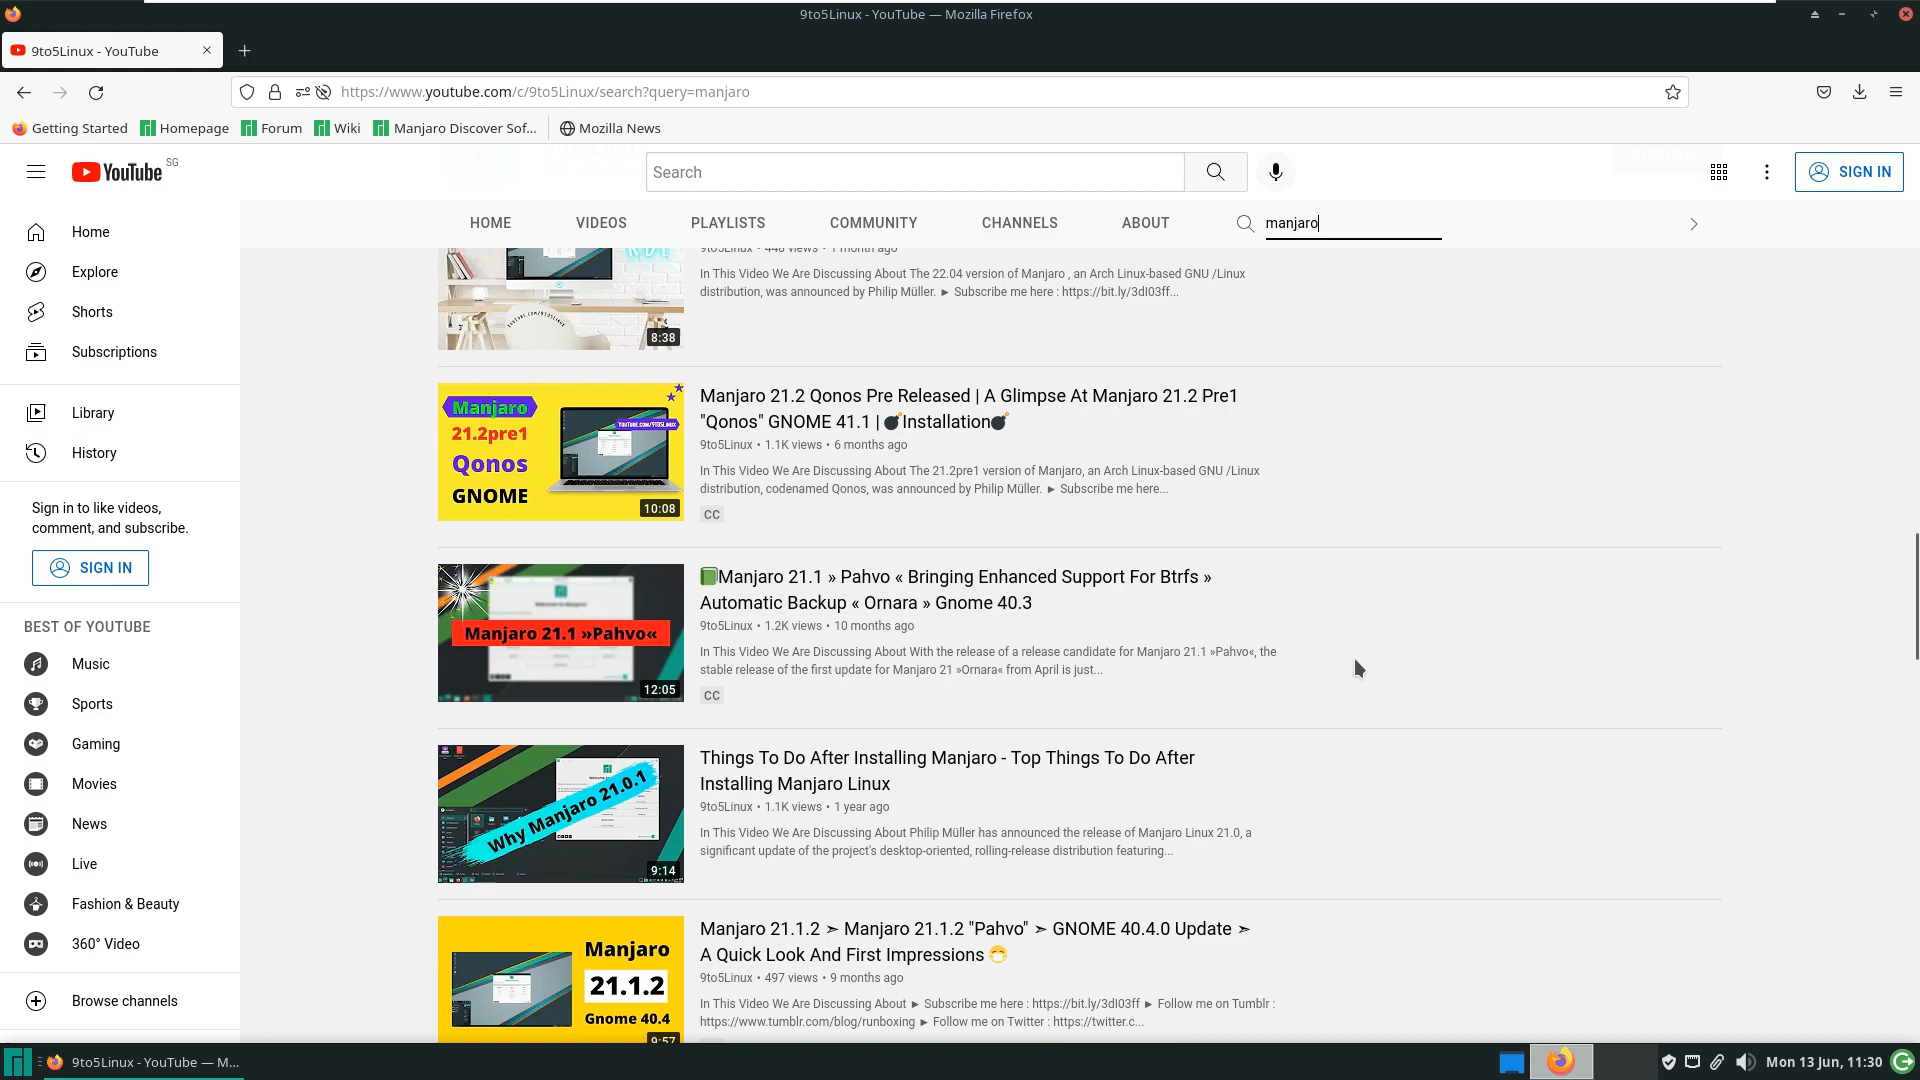 9to5Linux - YouTube — Mozilla Firefox
9to5Linux - YouTube
https://www.youtube.com/c/9to5Linux/search?query=manjaro
Getting Started
Homepage
Forum
Wiki
Manjaro Discover Sof...
Mozilla News
YouTube SG
Search
SIGN IN
HOME
VIDEOS
PLAYLISTS
COMMUNITY
CHANNELS
ABOUT
manjaro
Home
Explore
Shorts
Subscriptions
Library
History
Sign in to like videos,
comment, and subscribe.
SIGN IN
BEST OF YOUTUBE
Music
Sports
Gaming
Movies
News
Live
Fashion & Beauty
360° Video
Browse channels
YOUTUBE.COM/9TO5LINUX
8:38
9to5Linux • 448 views • 1 month ago
In This Video We Are Discussing About The 22.04 version of Manjaro , an Arch Linux-based GNU /Linux
distribution, was announced by Philip Müller. ► Subscribe me here : https://bit.ly/3dI03ff...
Manjaro
21.2pre1
Qonos
GNOME
YOUTUBE.COM/9TO5LINUX
10:08
Manjaro 21.2 Qonos Pre Released | A Glimpse At Manjaro 21.2 Pre1
"Qonos" GNOME 41.1 | 💣Installation💣
9to5Linux • 1.1K views • 6 months ago
In This Video We Are Discussing About The 21.2pre1 version of Manjaro, an Arch Linux-based GNU /Linux
distribution, codenamed Qonos, was announced by Philip Müller. ► Subscribe me here...
CC
Manjaro 21.1 »Pahvo«
12:05
📗Manjaro 21.1 » Pahvo « Bringing Enhanced Support For Btrfs »
Automatic Backup « Ornara » Gnome 40.3
9to5Linux • 1.2K views • 10 months ago
In This Video We Are Discussing About With the release of a release candidate for Manjaro 21.1 »Pahvo«, the
stable release of the first update for Manjaro 21 »Ornara« from April is just...
CC
Why Manjaro 21.0.1
9:14
Things To Do After Installing Manjaro - Top Things To Do After
Installing Manjaro Linux
9to5Linux • 1.1K views • 1 year ago
In This Video We Are Discussing About Philip Müller has announced the release of Manjaro Linux 21.0, a
significant update of the project's desktop-oriented, rolling-release distribution featuring...
Manjaro
21.1.2
Gnome 40.4
9:57
Manjaro 21.1.2 ➣ Manjaro 21.1.2 "Pahvo" ➣ GNOME 40.4.0 Update ➣
A Quick Look And First Impressions 😷
9to5Linux • 497 views • 9 months ago
In This Video We Are Discussing About ► Subscribe me here : https://bit.ly/3dI03ff ► Follow me on Tumblr :
https://www.tumblr.com/blog/runboxing ► Follow me on Twitter : https://twitter.c...
9to5Linux - YouTube — M...
Mon 13 Jun, 11:30